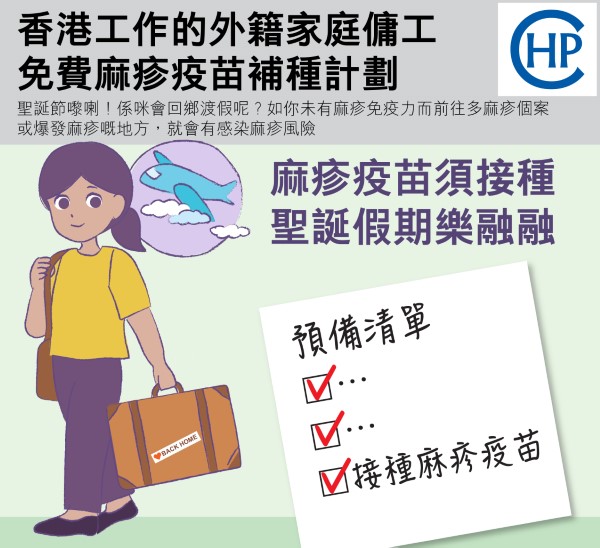 香港工作的外籍家庭傭工
免費麻疹疫苗補種計劃
聖誕節嚟喇！係咪會回鄉渡假呢？如你未有麻疹免疫力而前往多麻疹個案
或爆發麻疹嘅地方，就會有感染麻疹風險
CHP
麻疹疫苗須接種
聖誕假期樂融融
預備清單
…
…
接種麻疹疫苗
BACK HOME